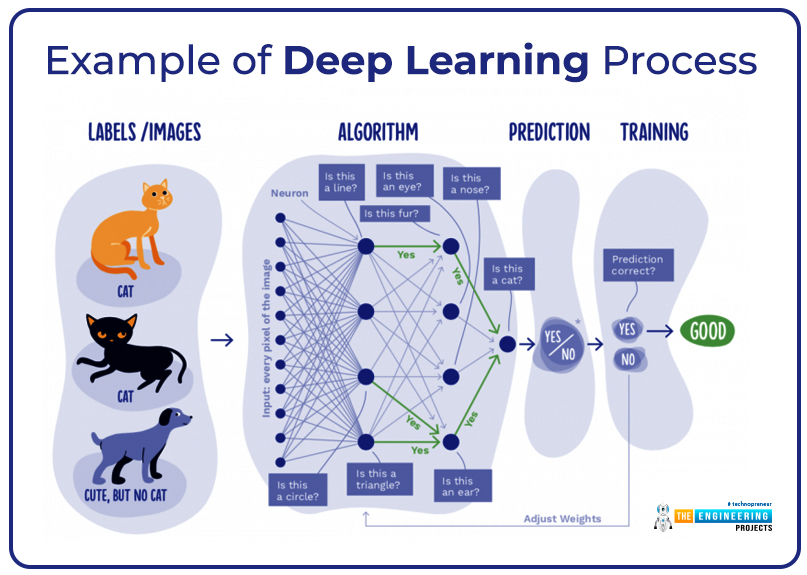 Example of Deep Learning Process
LABELS /IMAGES
ALGORITHM
PREDICTION
TRAINING
CAT
CAT
CUTE, BUT NO CAT
Neuron
Input: every pixel of the image
Is this
a line?
Is this
an eye?
Is this
a nose?
Is this fur?
Yes
Yes
Yes
Yes
Yes
Is this
a circle?
Is this a
triangle?
Is this
an ear?
Is this
a cat?
YES
NO
*
Prediction
correct?
YES
NO
GOOD
Adjust Weights
# technopreneur
THE ENGINEERING
PROJECTS